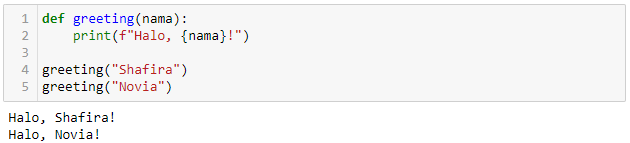 1 def greeting(nama):
2     print(f"Halo, {nama}!")
3
4 greeting("Shafira")
5 greeting("Novia")
Halo, Shafira!
Halo, Novia!